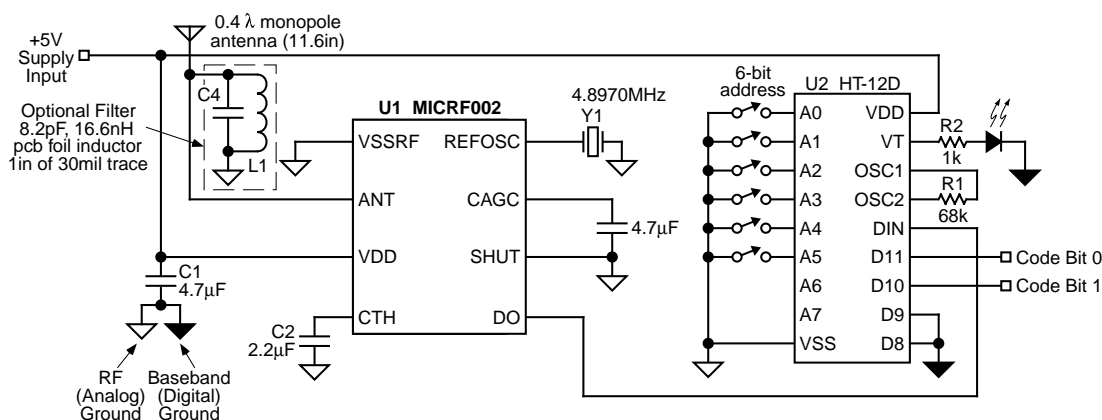 0.4 λ monopole
antenna (11.6in)
+5V
Supply
Input
C4
Optional Filter
8.2pF, 16.6nH
pcb foil inductor
1in of 30mil trace
L1
U1 MICRF002
VSSRF
ANT
VDD
CTH
REFOSC
CAGC
SHUT
DO
4.8970MHz
Y1
4.7µF
C1
4.7µF
C2
2.2µF
RF
(Analog)
Ground
Baseband
(Digital)
Ground
6-bit
address
U2 HT-12D
A0
A1
A2
A3
A4
A5
A6
A7
VSS
VDD
VT
OSC1
OSC2
DIN
D11
D10
D9
D8
R2
1k
R1
68k
Code Bit 0
Code Bit 1